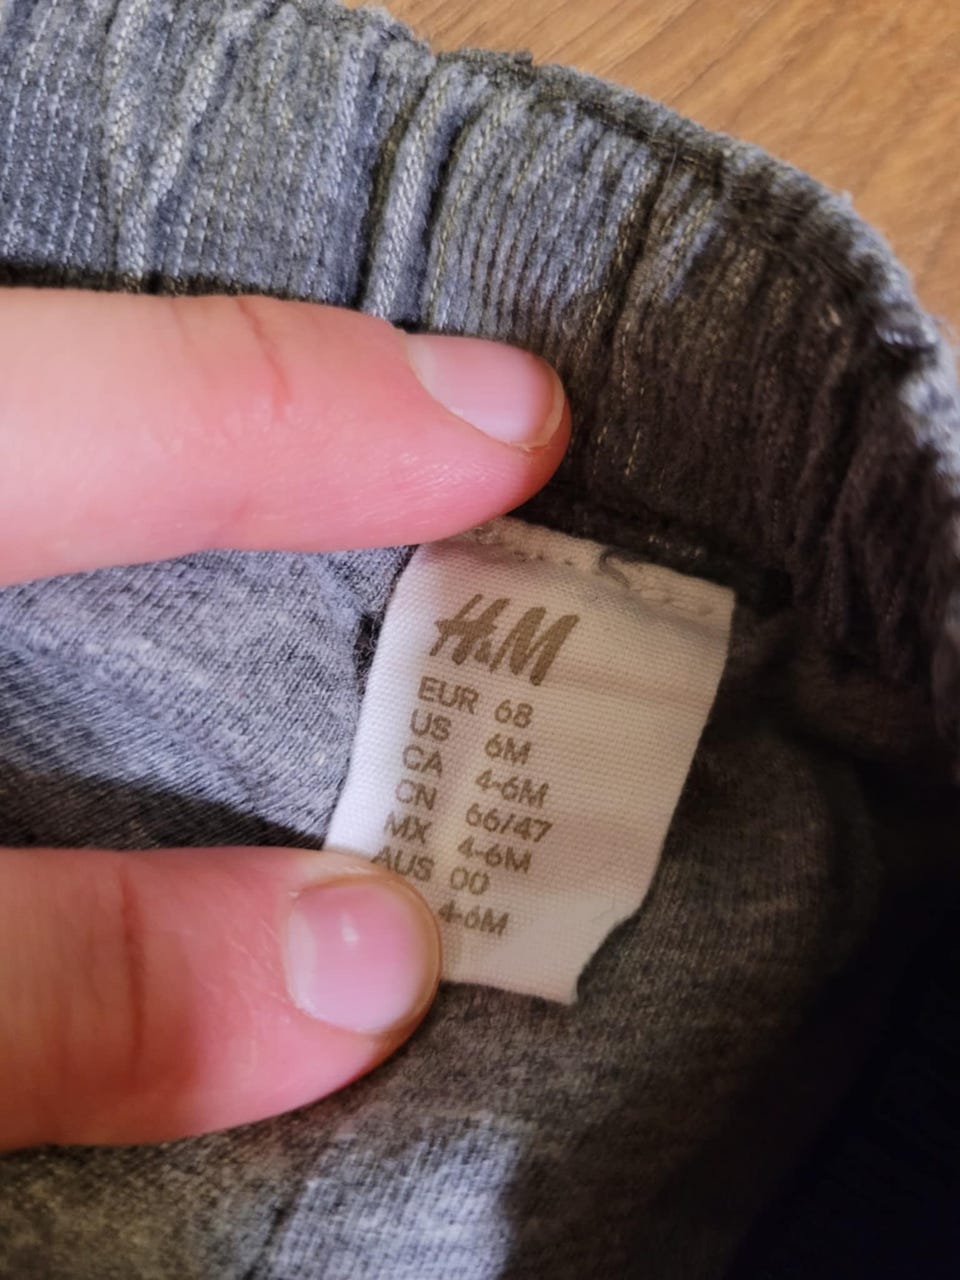 H&M
EUR 68
US 6M
CA 4-6M
CN 66/47
MX 4-6M
AUS 00
4-6M